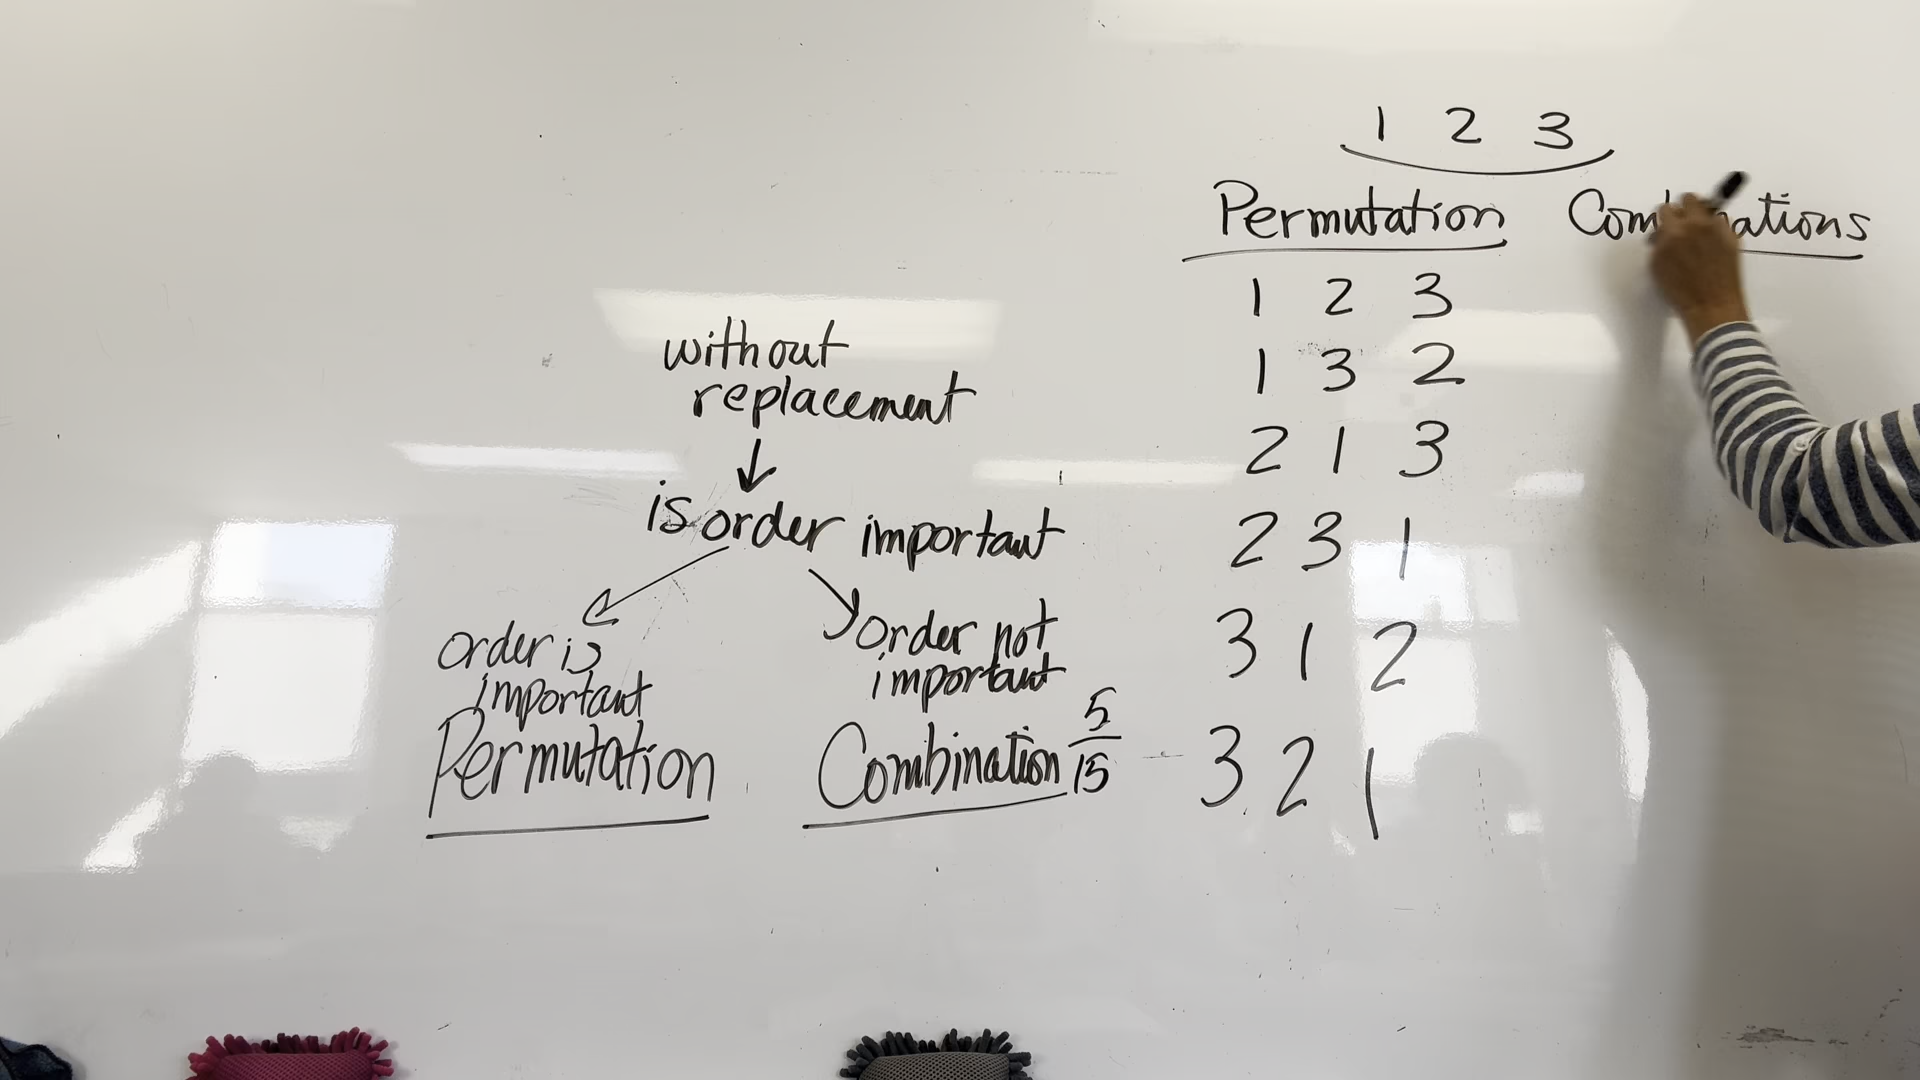 without
replacement
is order important
order is
important
Permutation
Order not
important
Combination 5/15
1 2 3
Permutation
1 2 3
1 3 2
2 1 3
2 3 1
3 1 2
3 2 1